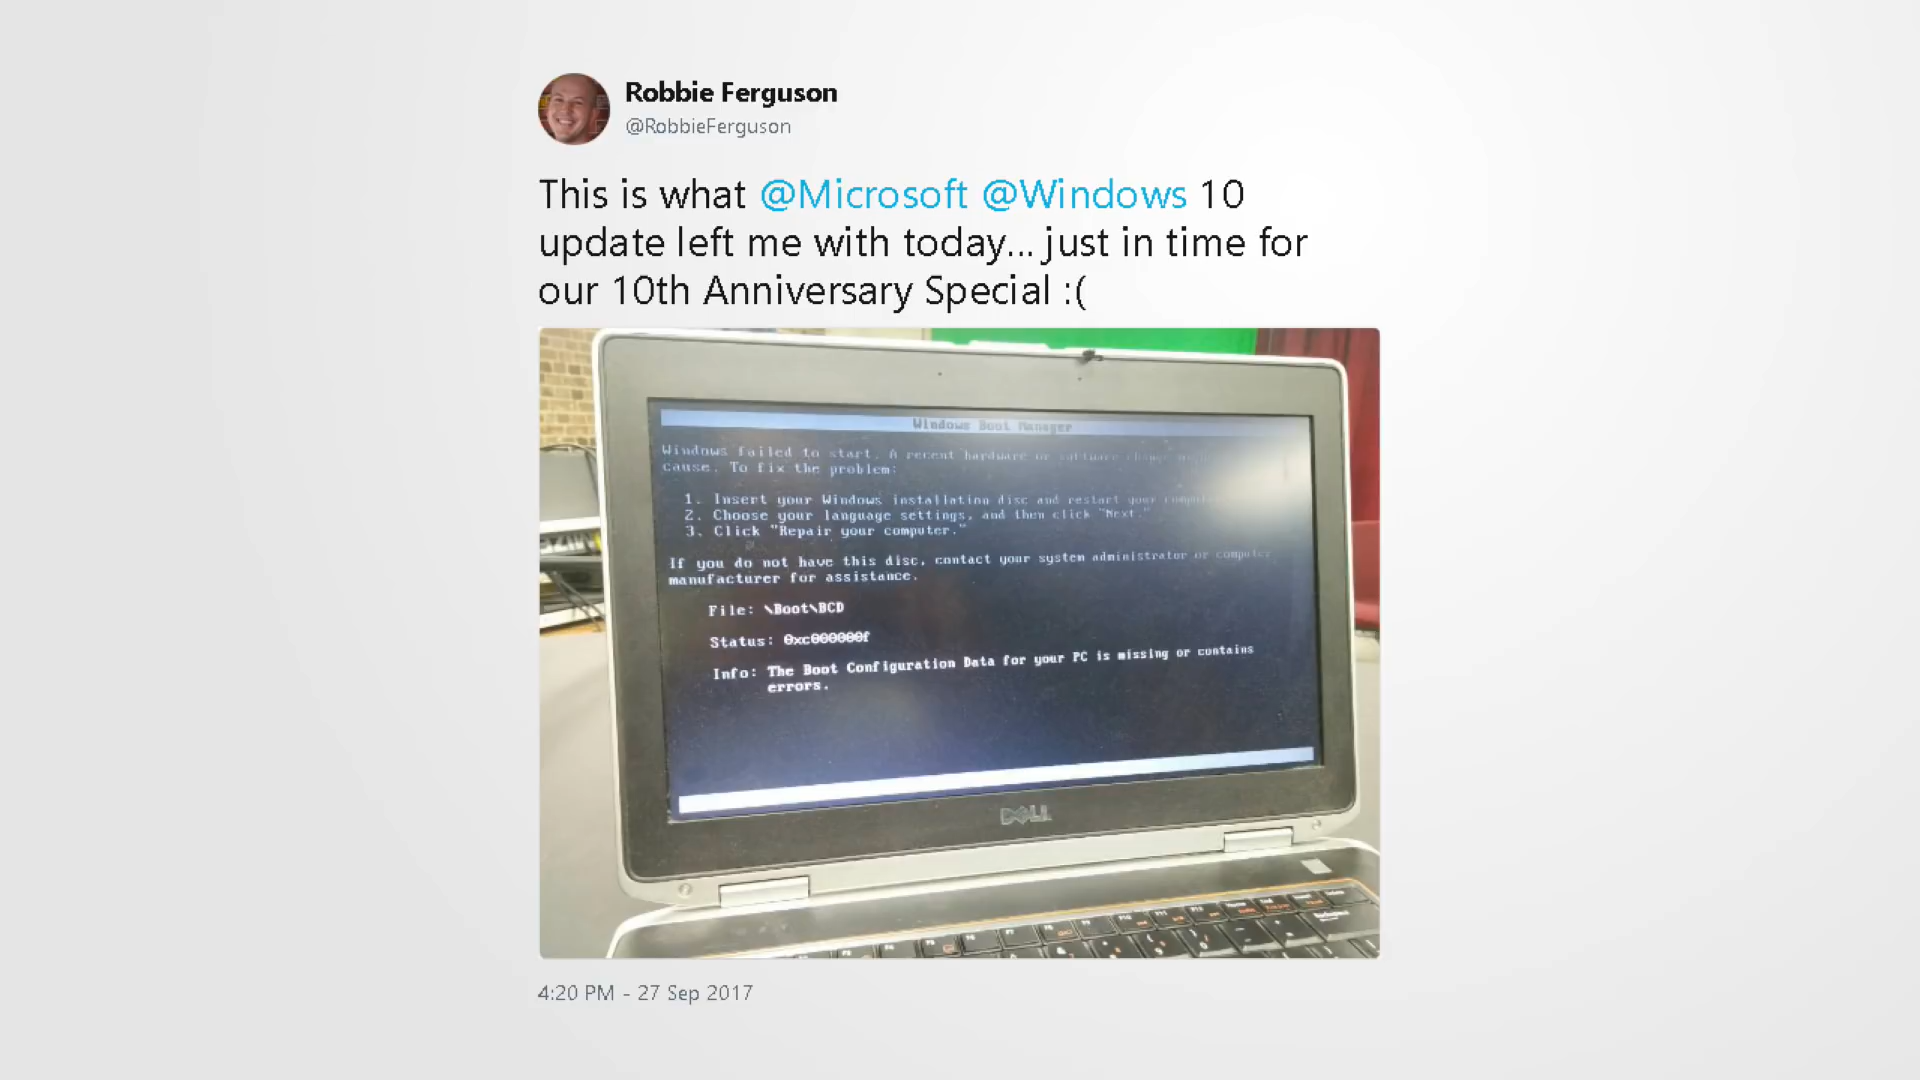 Robbie Ferguson
@RobbieFerguson
This is what @Microsoft @Windows 10
update left me with today... just in time for
our 10th Anniversary Special :(
Windows Boot Manager
Windows failed to start. A recent hardware or software change
cause. To fix the problem:
1. Insert your Windows installation disc and restart your
2. Choose your language settings, and then click "Next."
3. Click "Repair your computer."
If you do not have this disc, contact your system administrator or computer
manufacturer for assistance.
File: \Boot\BCD
Status: 0xc000000f
Info: The Boot Configuration Data for your PC is missing or contains
errors.
DELL
4:20 PM - 27 Sep 2017